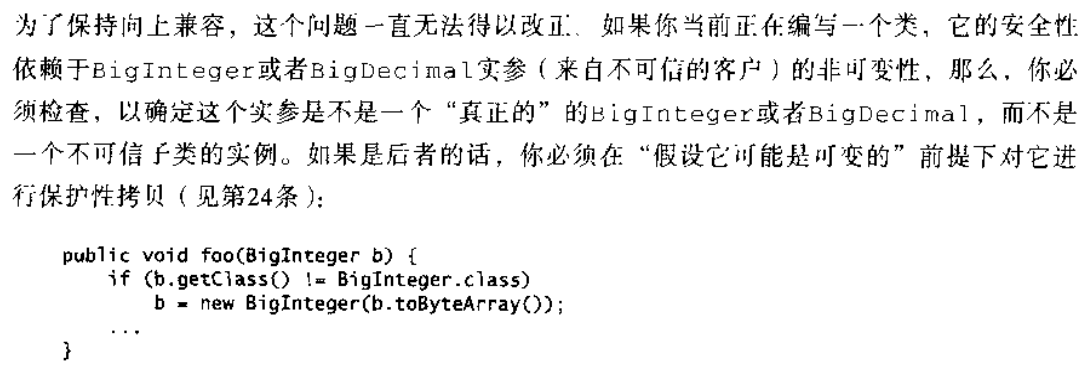 为了保持向上兼容，这个问题一直无法得以改正。如果你当前正在编写一个类，它的安全性
依赖于BigInteger或者BigDecimal实参（来自不可信的客户）的非可变性，那么，你必
须检查，以确定这个实参是不是一个“真正的”的BigInteger或者BigDecimal，而不是
一个不可信子类的实例。如果是后者的话，你必须在“假设它可能是可变的”前提下对它进
行保护性拷贝（见第24条）：
public void foo(BigInteger b) {
    if (b.getClass() != BigInteger.class)
        b = new BigInteger(b.toByteArray());
    ...
}